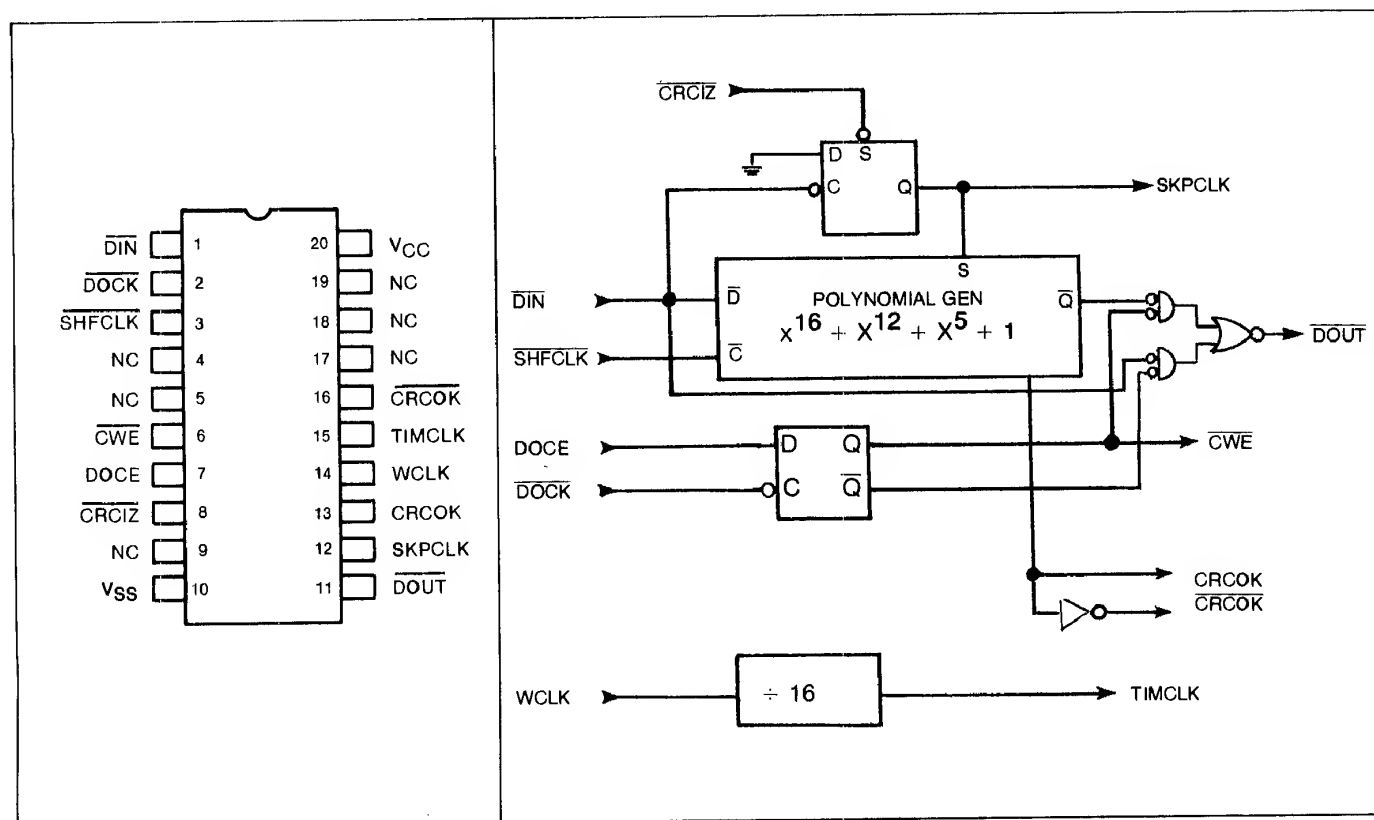 DIN 1 20 VCC
DOCK 2 19 NC
SHFCLK 3 18 NC
NC 4 17 NC
NC 5 16 CRCOK
CWE 6 15 TIMCLK
DOCE 7 14 WCLK
CRCIZ 8 13 CRCOK
NC 9 12 SKPCLK
VSS 10 11 DOUT
CRCIZ
D S
C Q SKPCLK
S
DIN D POLYNOMIAL GEN Q
X16 + X12 + X5 + 1
SHFCLK C
DOUT
DOCE D Q CWE
DOCK C Q
CRCOK
CRCOK
WCLK ÷ 16 TIMCLK